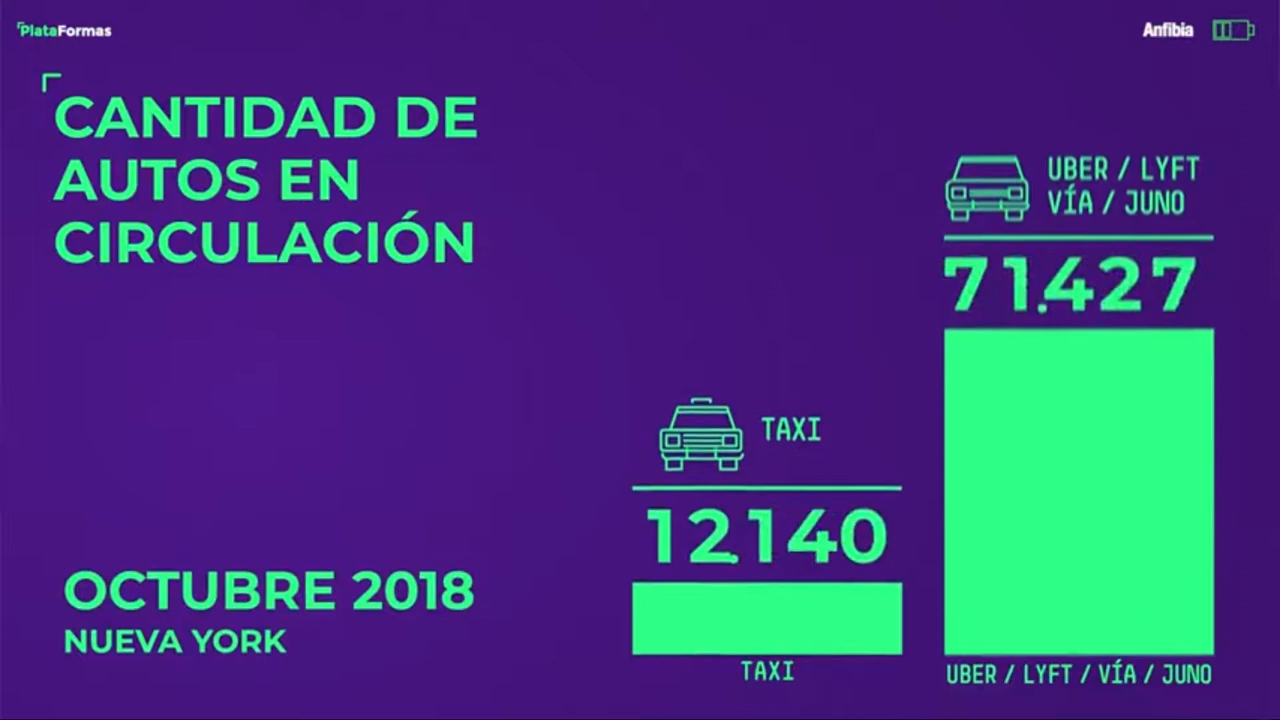 PlataFormas
Anfibia
CANTIDAD DE
AUTOS EN
CIRCULACIÓN
UBER / LYFT
VÍA / JUNO
71.427
TAXI
12.140
OCTUBRE 2018
NUEVA YORK
TAXI
UBER / LYFT / VÍA / JUNO